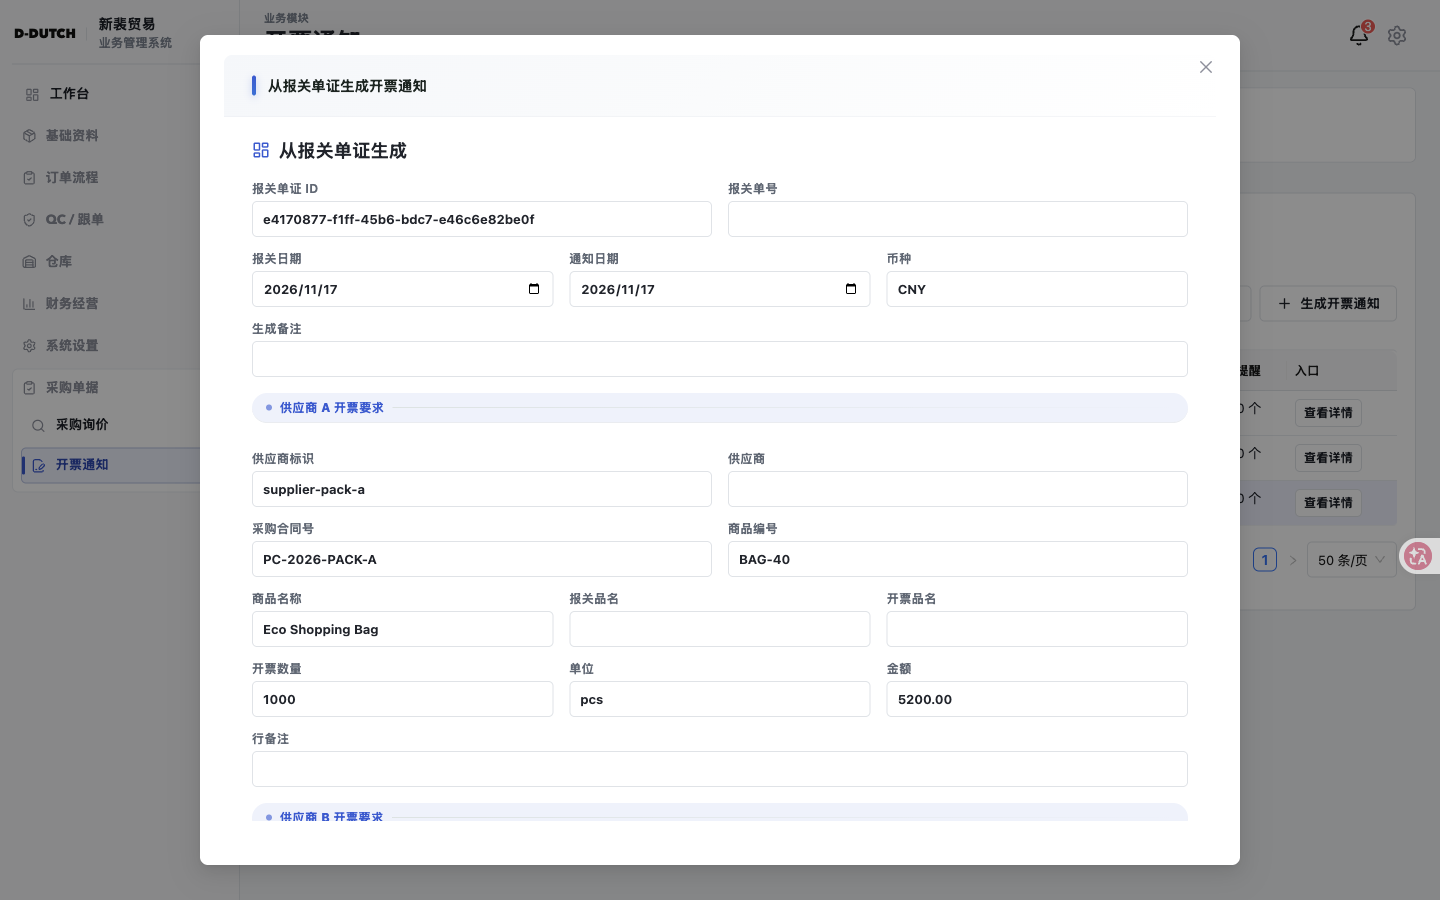 D-DUTCH
新裴贸易
业务管理系统
业务模块
3
工作台
基础资料
订单流程
QC / 跟单
仓库
财务经营
系统设置
采购单据
采购询价
开票通知
从报关单证生成开票通知
从报关单证生成
报关单证 ID
报关单号
e4170877-f1ff-45b6-bdc7-e46c6e82be0f
报关日期
通知日期
币种
2026/11/17
2026/11/17
CNY
生成备注
供应商 A 开票要求
供应商标识
供应商
supplier-pack-a
采购合同号
商品编号
PC-2026-PACK-A
BAG-40
商品名称
报关品名
开票品名
Eco Shopping Bag
开票数量
单位
金额
1000
pcs
5200.00
行备注
供应商 B 开票要求
生成开票通知
提醒
入口
个
查看详情
个
查看详情
个
查看详情
1
50 条/页